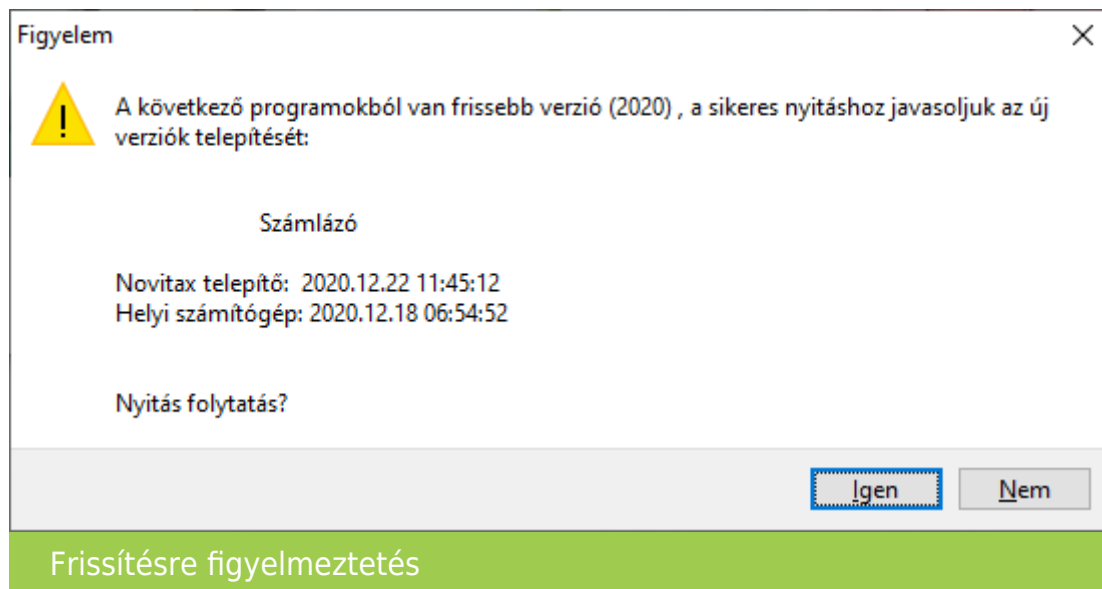 Figyelem
A következő programokból van frissebb verzió (2020) , a sikeres nyitáshoz javasoljuk az új
verziók telepítését:
Számlázó
Novitax telepítő: 2020.12.22 11:45:12
Helyi számítógép: 2020.12.18 06:54:52
Nyitás folytatás?
Igen
Nem
Frissítésre figyelmeztetés